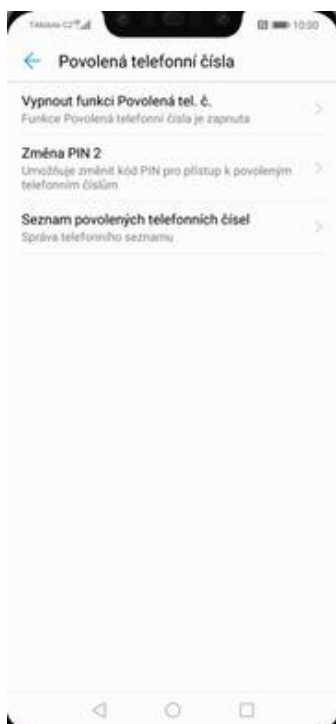 T-Mobile CZ 10:30
Povolená telefonní čísla
Vypnout funkci Povolená tel. č.
Funkce Povolená telefonní čísla je zapnuta
Změna PIN 2
Umožňuje změnit kód PIN pro přístup k povoleným
telefonním číslům
Seznam povolených telefonních čísel
Správa telefonního seznamu